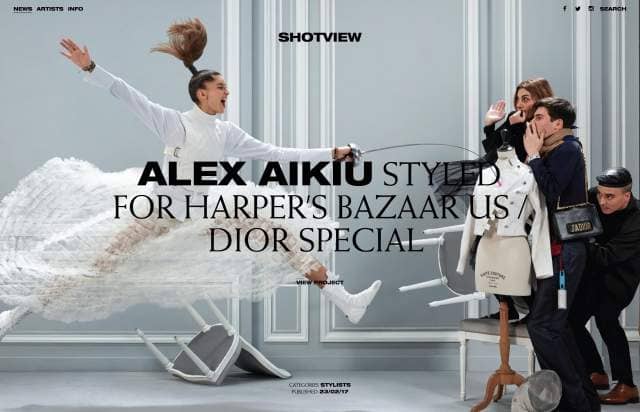 NEWS ARTISTS INFO
SEARCH
SHOTVIEW
ALEX AIKIU STYLED
FOR HARPER'S BAZAAR US /
DIOR SPECIAL
VIEW PROJECT
J'ADIOR
CATEGORIES: STYLISTS
PUBLISHED: 23/02/17